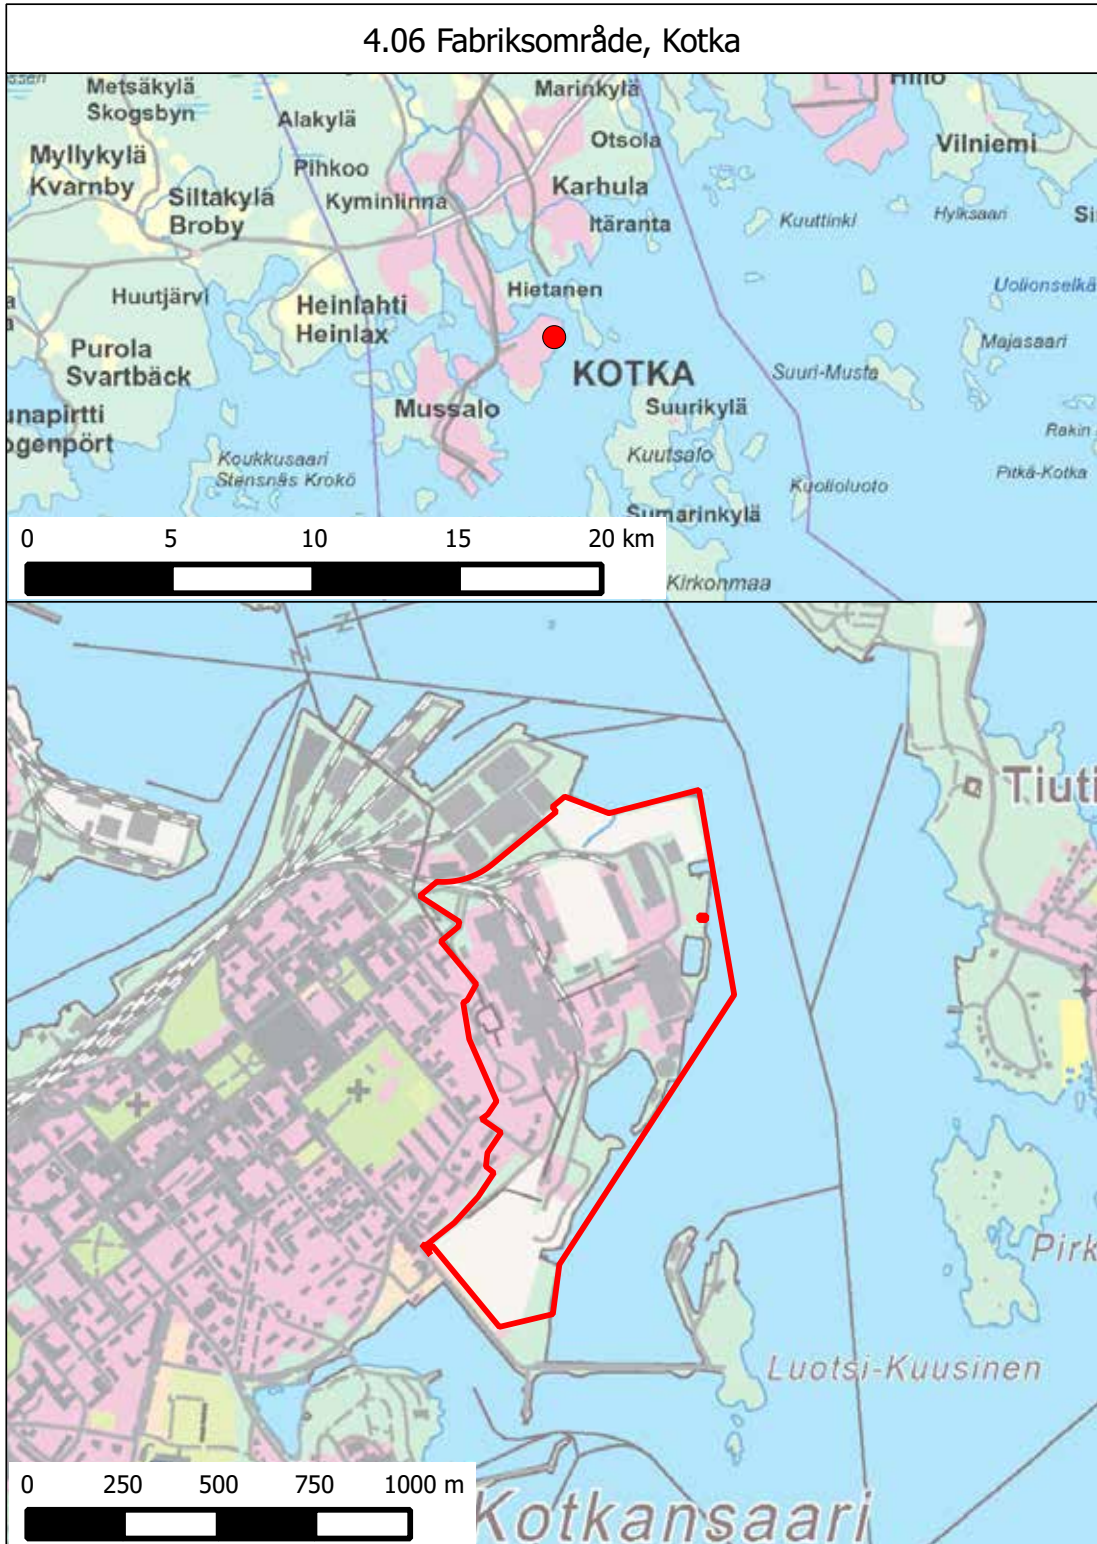 4.06 Fabriksområde, Kotka
Metsäkylä
Skogsbyn
Alakylä
Marinkylä
Otsola
Vilniemi
Myllykylä
Kvarnby
Pihkoo
Siltakylä
Broby
Kyminlinna
Karhula
Itäranta
Kuuttinki
Hylksaari
Huutjärvi
Heinlahti
Heinlax
Hietanen
Uolionselkä
Majasaari
Purola
Svartbäck
KOTKA
Suuri-Musta
Mussalo
Suurikylä
Kuutsalo
Rakin
Koukkusaari
Stensnäs Krokö
Kuolioluoto
Pitkä-Kotka
Sumarinkylä
Kirkonmaa
0 5 10 15 20 km
Tiuti
Pirk
Luotsi-Kuusinen
Kotkansaari
0 250 500 750 1000 m